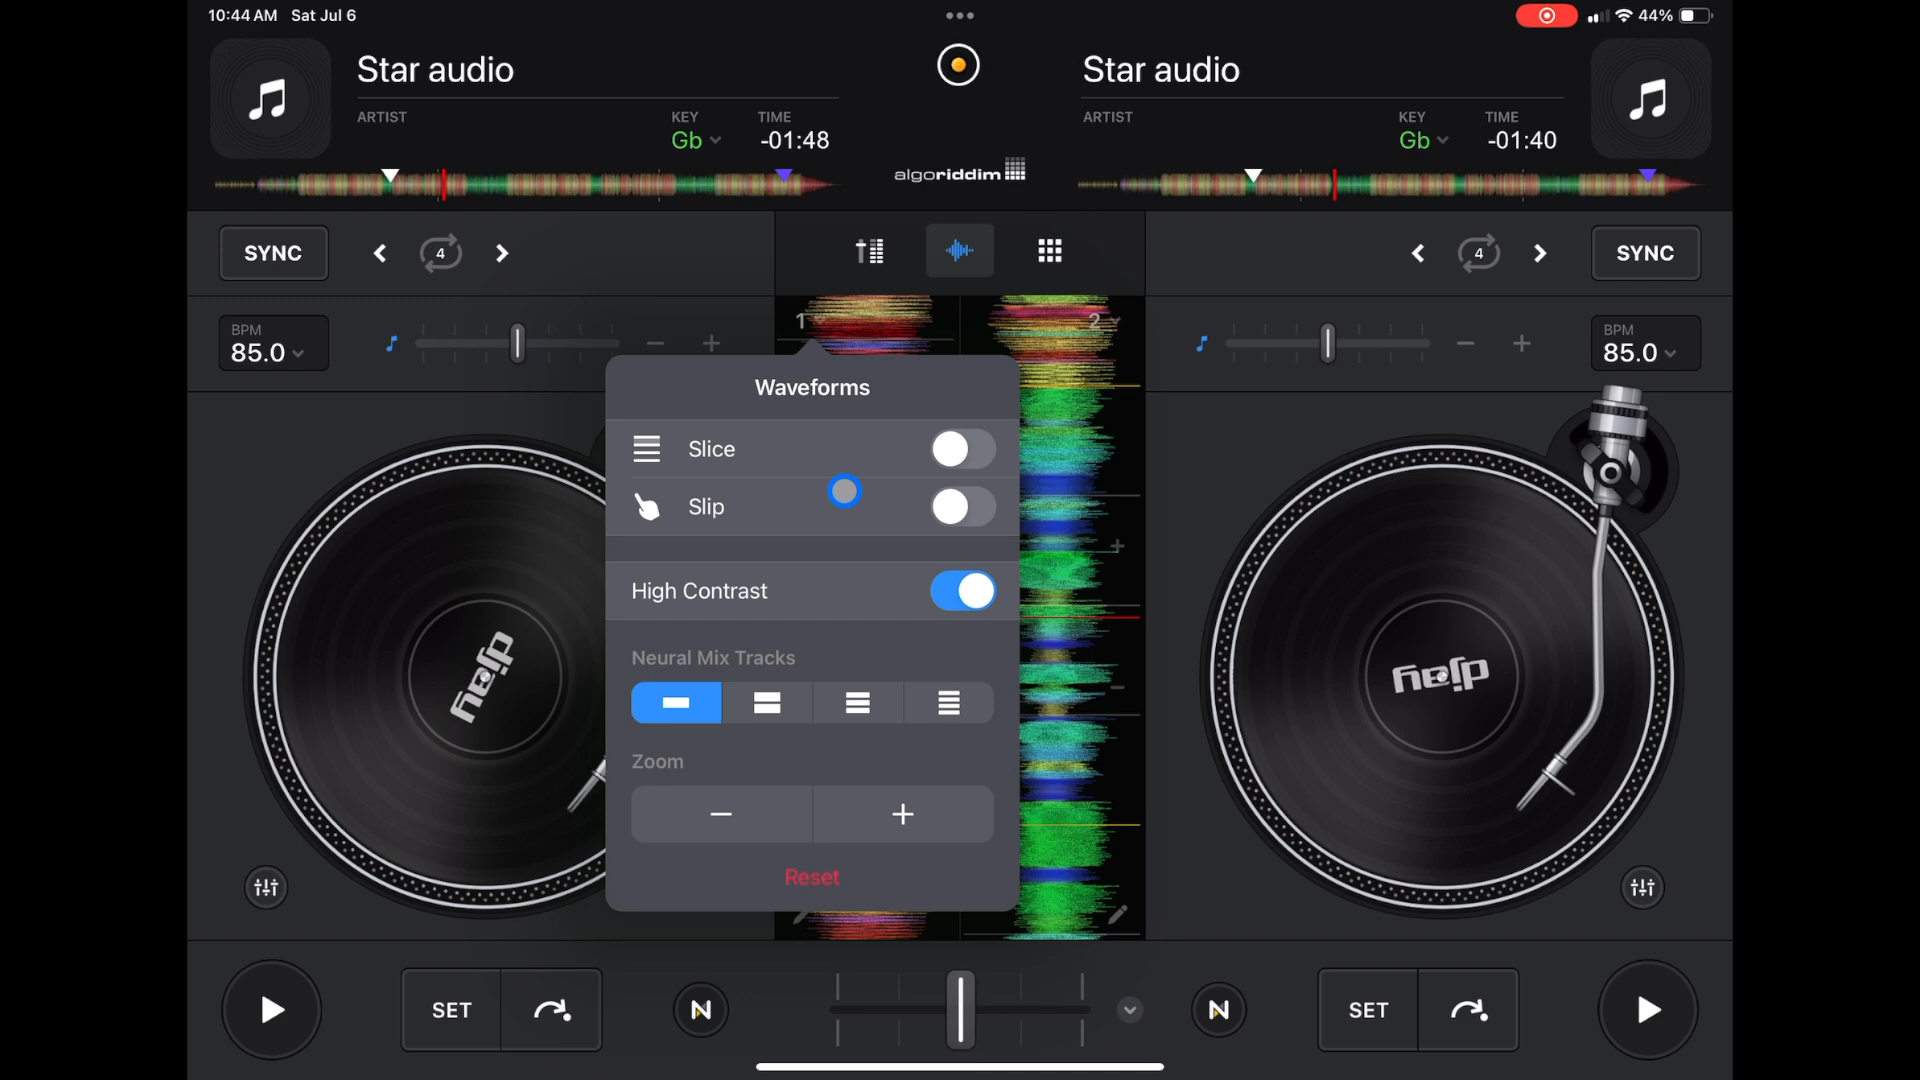 10:44 AM Sat Jul 6
44%
Star audio
ARTIST
KEY
Gb
TIME
-01:48
algoriddim
Star audio
ARTIST
KEY
Gb
TIME
-01:40
SYNC
4
4
SYNC
BPM
85.0
1
2
BPM
85.0
Waveforms
Slice
Slip
High Contrast
Neural Mix Tracks
Zoom
Reset
djay
djay
SET
N
N
SET